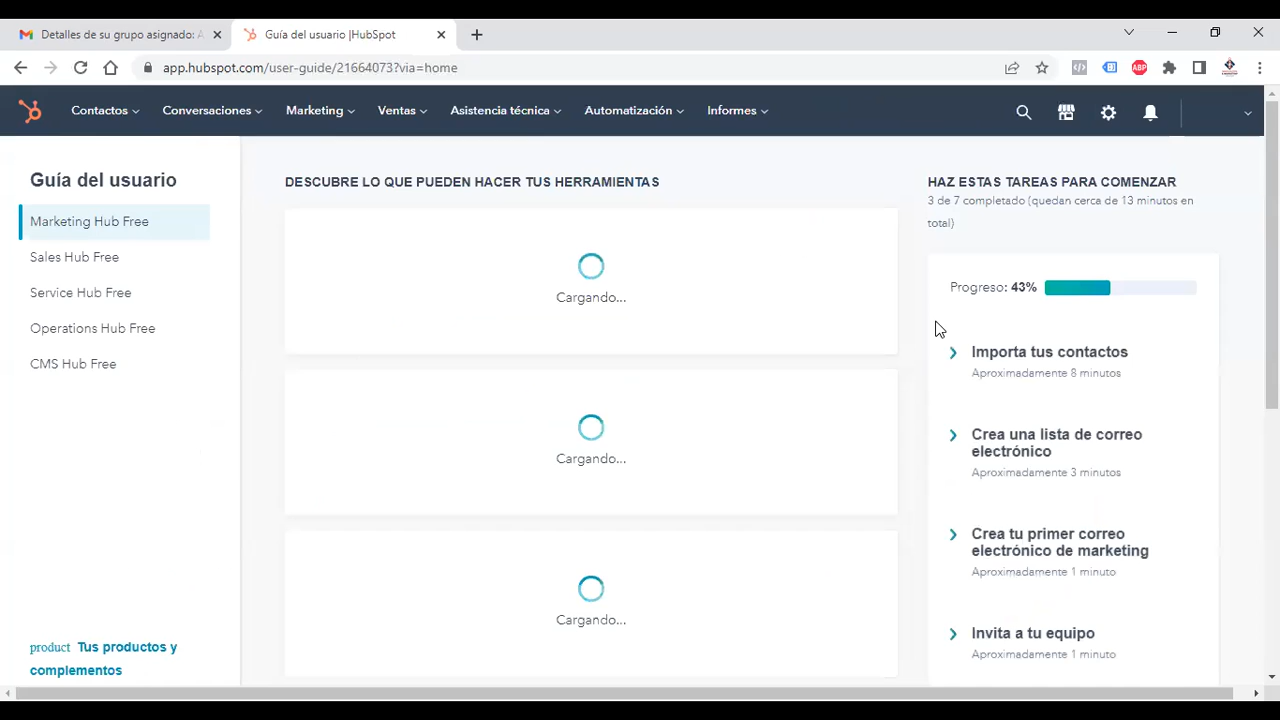 Detalles de su grupo asignado: A
Guía del usuario |HubSpot
app.hubspot.com/user-guide/21664073?via=home
ABP
Contactos
Conversaciones
Marketing
Ventas
Asistencia técnica
Automatización
Informes
Guía del usuario
Marketing Hub Free
Sales Hub Free
Service Hub Free
Operations Hub Free
CMS Hub Free
product Tus productos y
complementos
DESCUBRE LO QUE PUEDEN HACER TUS HERRAMIENTAS
Cargando...
Cargando...
Cargando...
HAZ ESTAS TAREAS PARA COMENZAR
3 de 7 completado (quedan cerca de 13 minutos en
total)
Progreso: 43%
Importa tus contactos
Aproximadamente 8 minutos
Crea una lista de correo
electrónico
Aproximadamente 3 minutos
Crea tu primer correo
electrónico de marketing
Aproximadamente 1 minuto
Invita a tu equipo
Aproximadamente 1 minuto